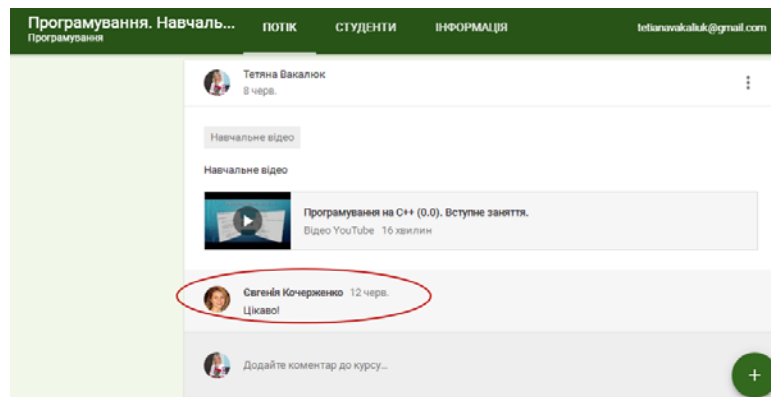 Програмування. Навчаль...
Програмування
ПОТІК СТУДЕНТИ ІНФОРМАЦІЯ
tetianavakaliuk@gmail.com
Тетяна Вакалюк
8 черв.
Навчальне відео
Навчальне відео
Програмування на C++ (0.0). Вступне заняття.
Відео YouTube 16 хвилин
Євгенія Кочерженко 12 черв.
Цікаво!
Додайте коментар до курсу...